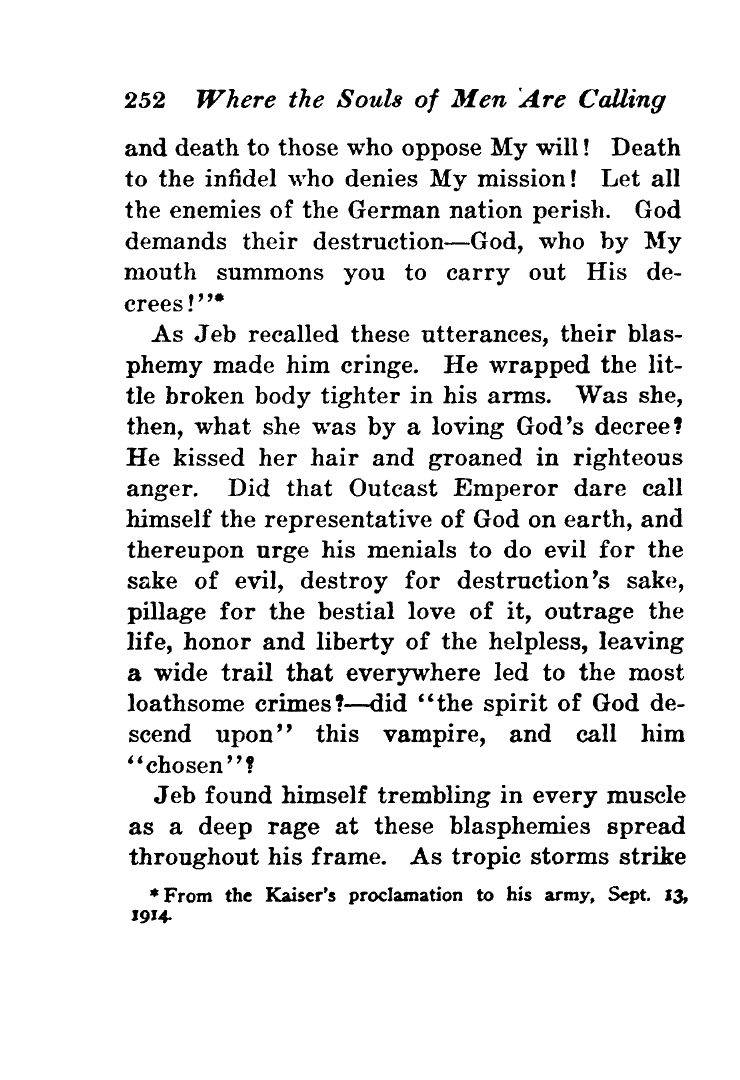 252 Where the Souls of Men Are Calling
and death to those who oppose My will! Death
to the infidel who denies My mission! Let all
the enemies of the German nation perish. God
demands their destruction—God, who by My
mouth summons you to carry out His de-
crees!”*
As Jeb recalled these utterances, their blas-
phemy made him cringe. He wrapped the lit-
tle broken body tighter in his arms. Was she,
then, what she was by a loving God’s decree?
He kissed her hair and groaned in righteous
anger. Did that Outcast Emperor dare call
himself the representative of God on earth, and
thereupon urge his menials to do evil for the
sake of evil, destroy for destruction’s sake,
pillage for the bestial love of it, outrage the
life, honor and liberty of the helpless, leaving
a wide trail that everywhere led to the most
loathsome crimes?—did “the spirit of God de-
scend upon” this vampire, and call him
“chosen”?
Jeb found himself trembling in every muscle
as a deep rage at these blasphemies spread
throughout his frame. As tropic storms strike
* From the Kaiser’s proclamation to his army, Sept. 13,
1914.